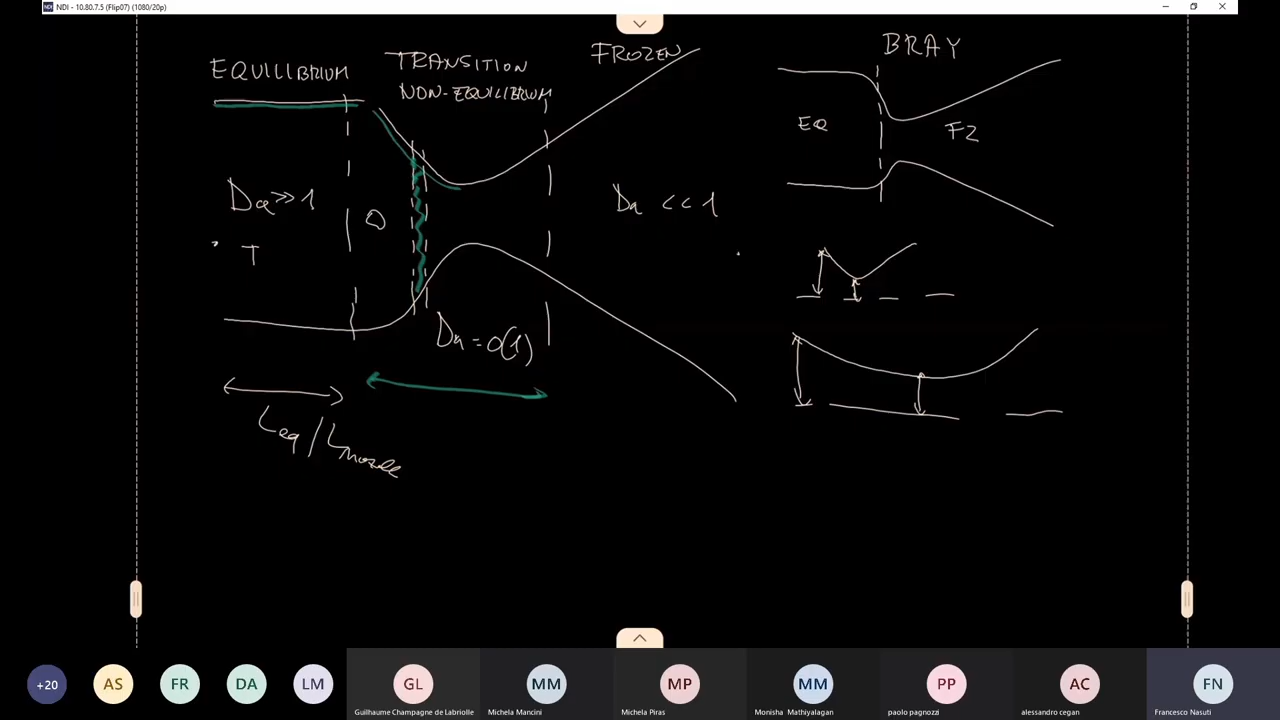 NDI - 10.80.7.5 (Flip07) (1080/20p)
EQUILIBRIUM
TRANSITION
NON-EQUILIBRIUM
FROZEN
BRAY
EQ
FZ
Da >> 1
T
Da << 1
Da = O(1)
Leq / Lnozzle
+20
AS
FR
DA
LM
GL
Guillaume Champagne de Labriolle
MM
Michela Mancini
MP
Michela Piras
MM
Monisha Mathiyalagan
PP
paolo pagnozzi
AC
alessandro cegan
FN
Francesco Nasuti